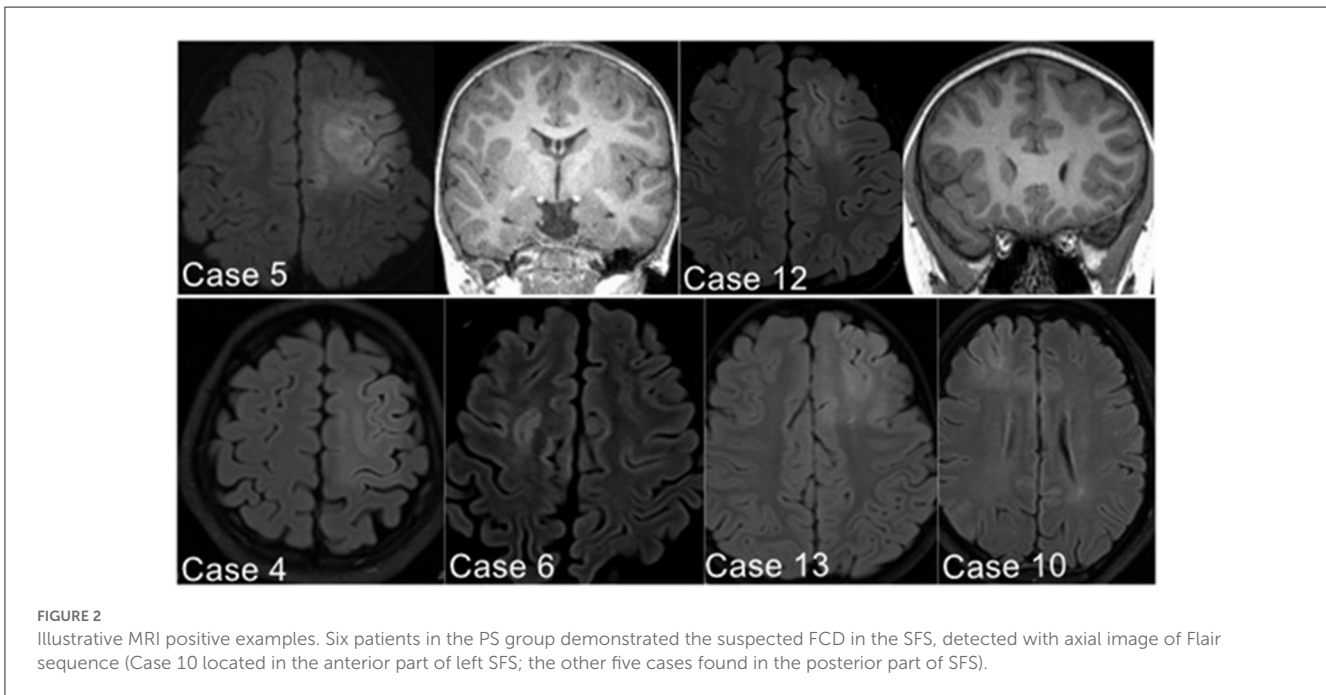 Case 5
Case 12
Case 4
Case 6
Case 13
Case 10
FIGURE 2
Illustrative MRI positive examples. Six patients in the PS group demonstrated the suspected FCD in the SFS, detected with axial image of Flair
sequence (Case 10 located in the anterior part of left SFS; the other five cases found in the posterior part of SFS).